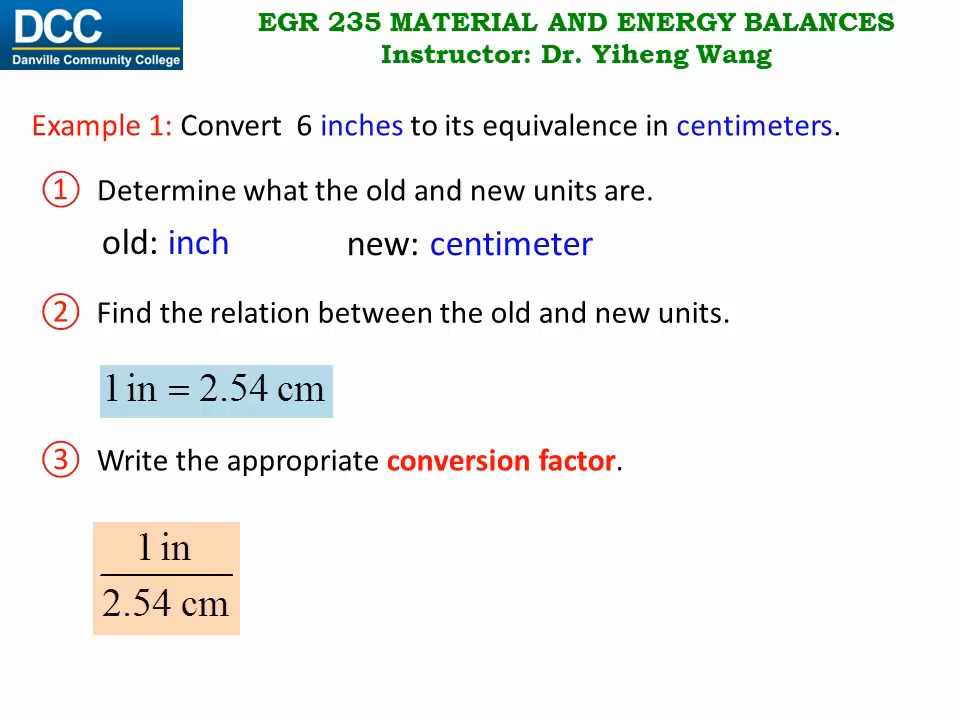 DCC
Danville Community College
EGR 235 MATERIAL AND ENERGY BALANCES
Instructor: Dr. Yiheng Wang
Example 1: Convert 6 inches to its equivalence in centimeters.
① Determine what the old and new units are.
old: inch new: centimeter
② Find the relation between the old and new units.
1 in = 2.54 cm
③ Write the appropriate conversion factor.
1 in
2.54 cm